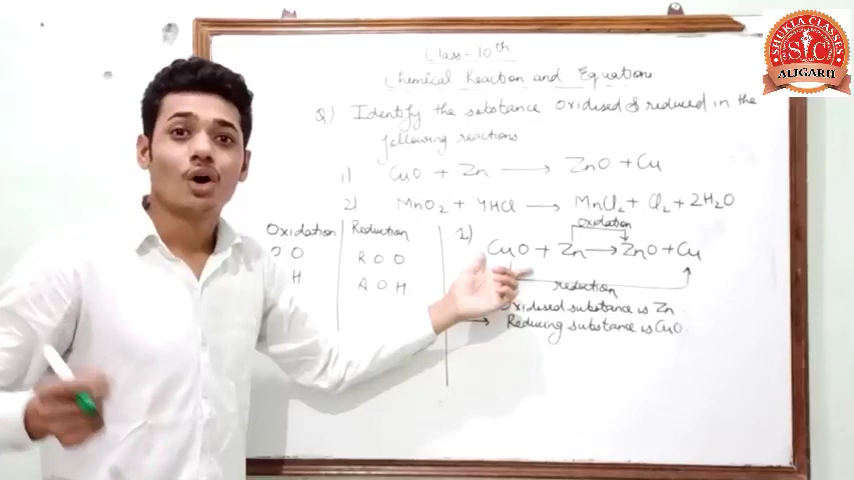 SHUKLA CLASSES
SC
ALIGARH
Class-10th
Chemical Reaction and Equation
Q) Identify the substance Oxidised & reduced in the
following reactions
1) CuO + Zn ⟶ ZnO + Cu
2) MnO2 + 4HCl ⟶ MnCl2 + Cl2 + 2H2O
Oxidation | Reduction
O O
R O O
H
A O H
1)
oxidation
CuO + Zn ⟶ ZnO + Cu
reduction
Oxidised substance is Zn.
→ Reducing substance is CuO.